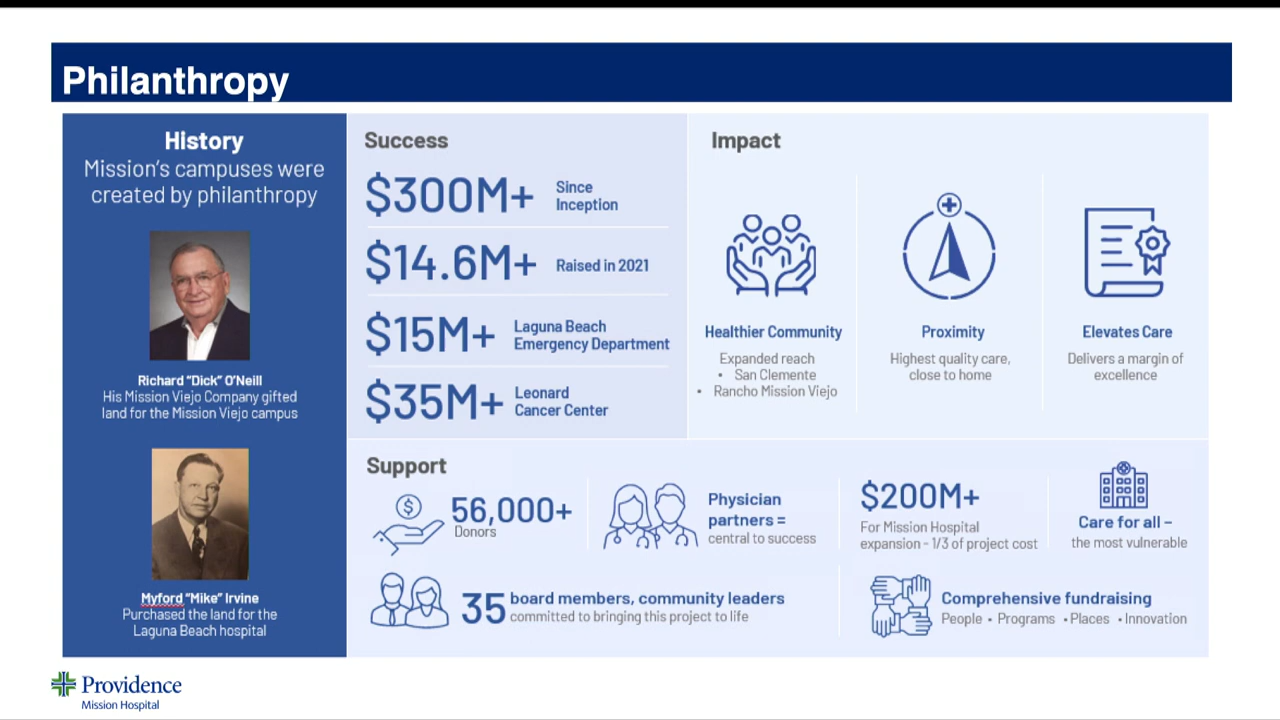 Philanthropy
History
Mission's campuses were
created by philanthropy
Richard "Dick" O'Neill
His Mission Viejo Company gifted
land for the Mission Viejo campus
Myford "Mike" Irvine
Purchased the land for the
Laguna Beach hospital
Success
$300M+ Since
Inception
$14.6M+ Raised in 2021
$15M+ Laguna Beach
Emergency Department
$35M+ Leonard
Cancer Center
Impact
Healthier Community
Expanded reach
• San Clemente
• Rancho Mission Viejo
Proximity
Highest quality care,
close to home
Elevates Care
Delivers a margin of
excellence
Support
$
56,000+
Donors
Physician
partners =
central to success
$200M+
For Mission Hospital
expansion - 1/3 of project cost
Care for all –
the most vulnerable
35 board members, community leaders
committed to bringing this project to life
Comprehensive fundraising
People • Programs • Places • Innovation
Providence
Mission Hospital